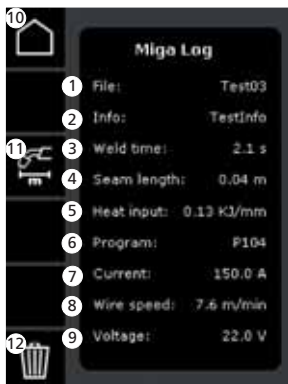 10
Miga Log
1 File: Test03
2 Info: TestInfo
11
3 Weld time: 2.1 s
4 Seam length: 0.04 m
m
5 Heat input: 0.13 KJ/mm
6 Program: P104
7 Current: 150.0 A
8 Wire speed: 7.6 m/min
9 Voltage: 22.0 V
12